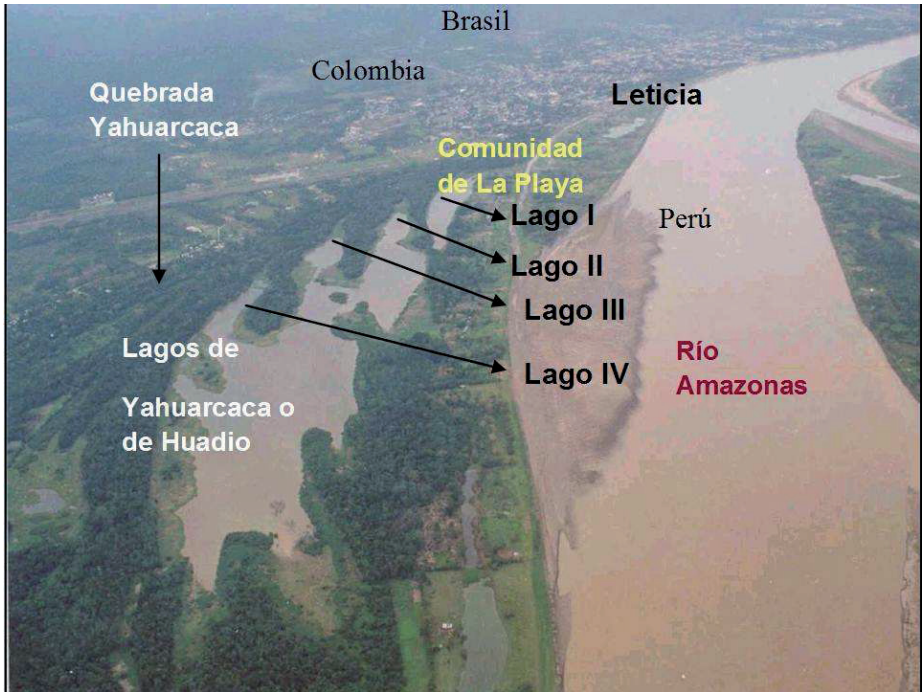 Brasil
Colombia
Quebrada
Yahuarcaca
Leticia
Comunidad
de La Playa
Lago I
Perú
Lago II
Lago III
Lagos de
Río
Amazonas
Lago IV
Yahuarcaca o
de Huadio